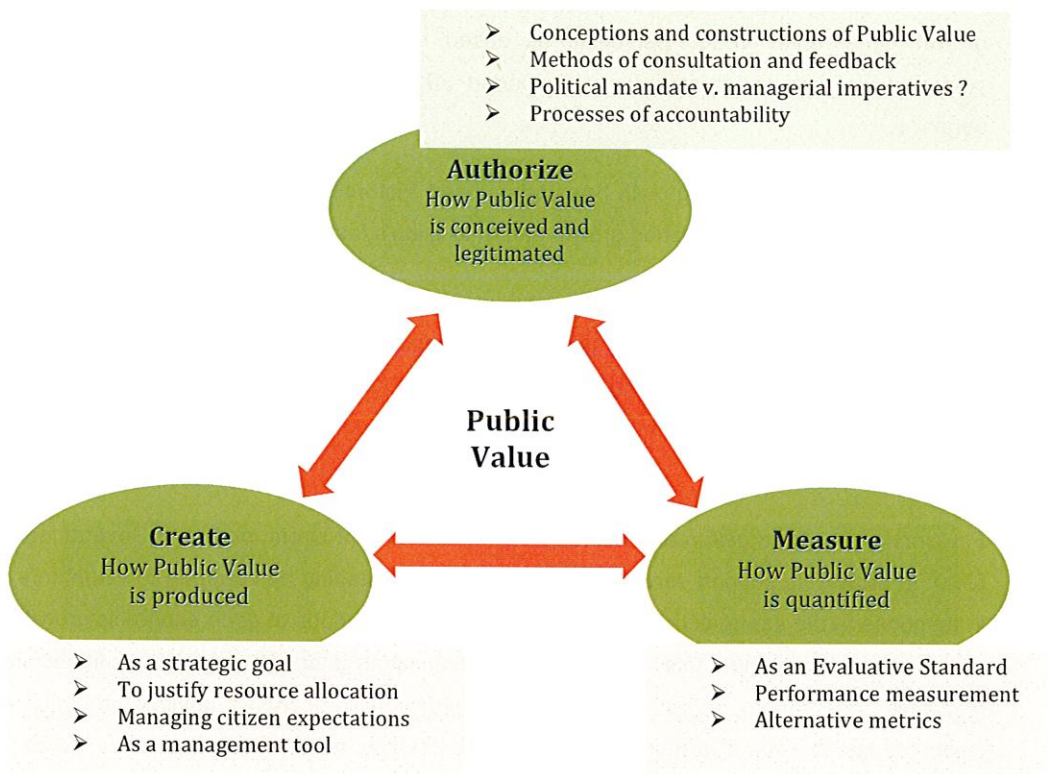 ➢ Conceptions and constructions of Public Value
➢ Methods of consultation and feedback
➢ Political mandate v. managerial imperatives ?
➢ Processes of accountability
Authorize
How Public Value
is conceived and
legitimated
Public
Value
Create
How Public Value
is produced
➢ As a strategic goal
➢ To justify resource allocation
➢ Managing citizen expectations
➢ As a management tool
Measure
How Public Value
is quantified
➢ As an Evaluative Standard
➢ Performance measurement
➢ Alternative metrics